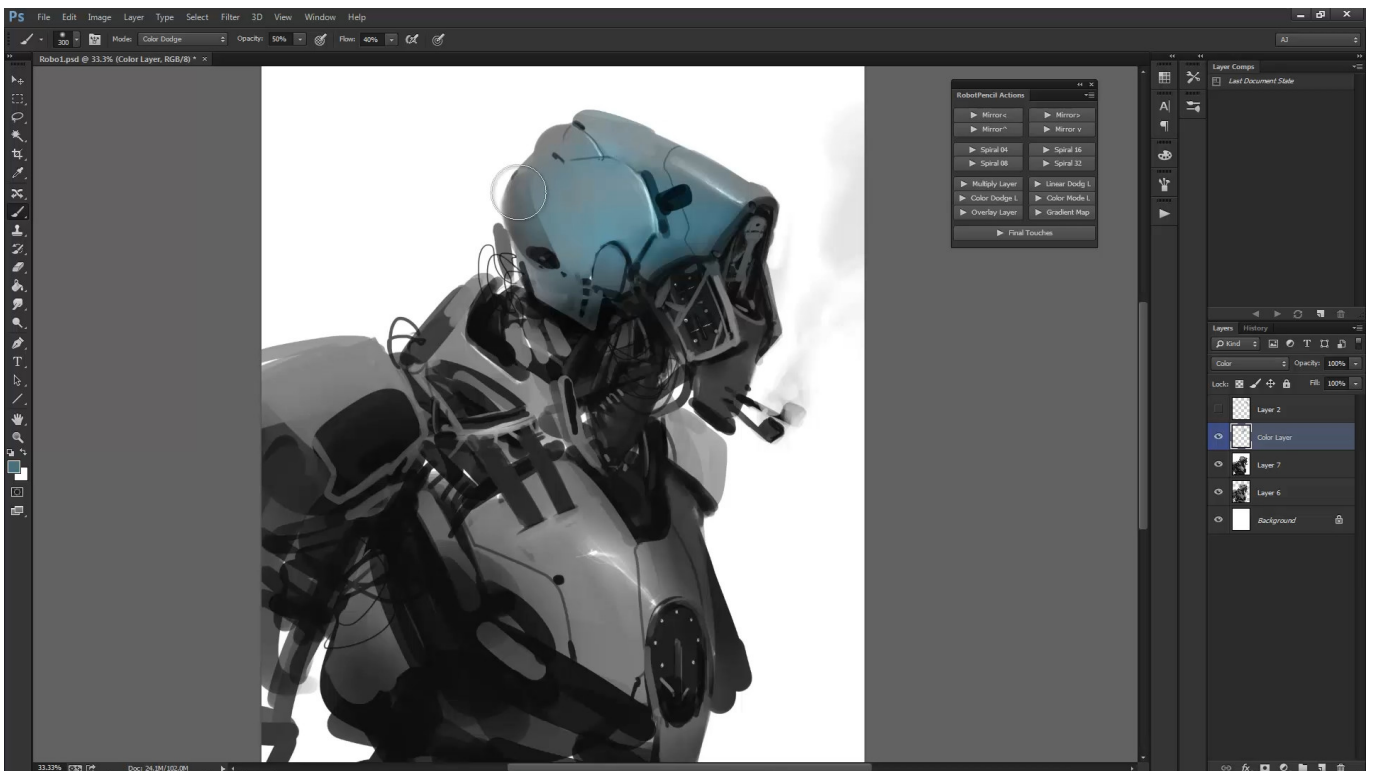 Ps File Edit Image Layer Type Select Filter 3D View Window Help
300 Mode: Color Dodge Opacity: 50% Flow: 40% AJ
Robo1.psd @ 33.3% (Color Layer, RGB/8) * ×
Layer Comps
Last Document State
RobotPencil Actions
Mirror< Mirror>
Mirror^ Mirror v
Spiral 04 Spiral 16
Spiral 08 Spiral 32
Multiply Layer Linear Dodg L
Color Dodge L Color Mode L
Overlay Layer Gradient Map
Final Touches
Layers History
Kind
Color Opacity: 100%
Lock: Fill: 100%
Layer 2
Color Layer
Layer 7
Layer 6
Background
33.33% Doc: 24.1M/102.0M